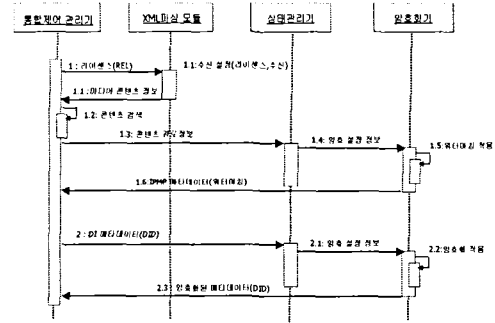 통합제어 관리기
XML파싱 모듈
상태관리기
암호화기
1 : 라이센스(REL)
1.1: 수신 설정(라이센스,수신)
1.1: 미디어 콘텐츠 정보
1.2: 콘텐츠 검색
1.3: 콘텐츠 정보
1.4: 암호 설정 정보
1.5: 워터마킹 적용
1.6: IPMP 메타데이터(워터마킹)
2 : DI 메타데이터(DID)
2.1: 암호 설정 정보
2.2: 암호화 적용
2.3: 암호화된 메타데이터(DID)